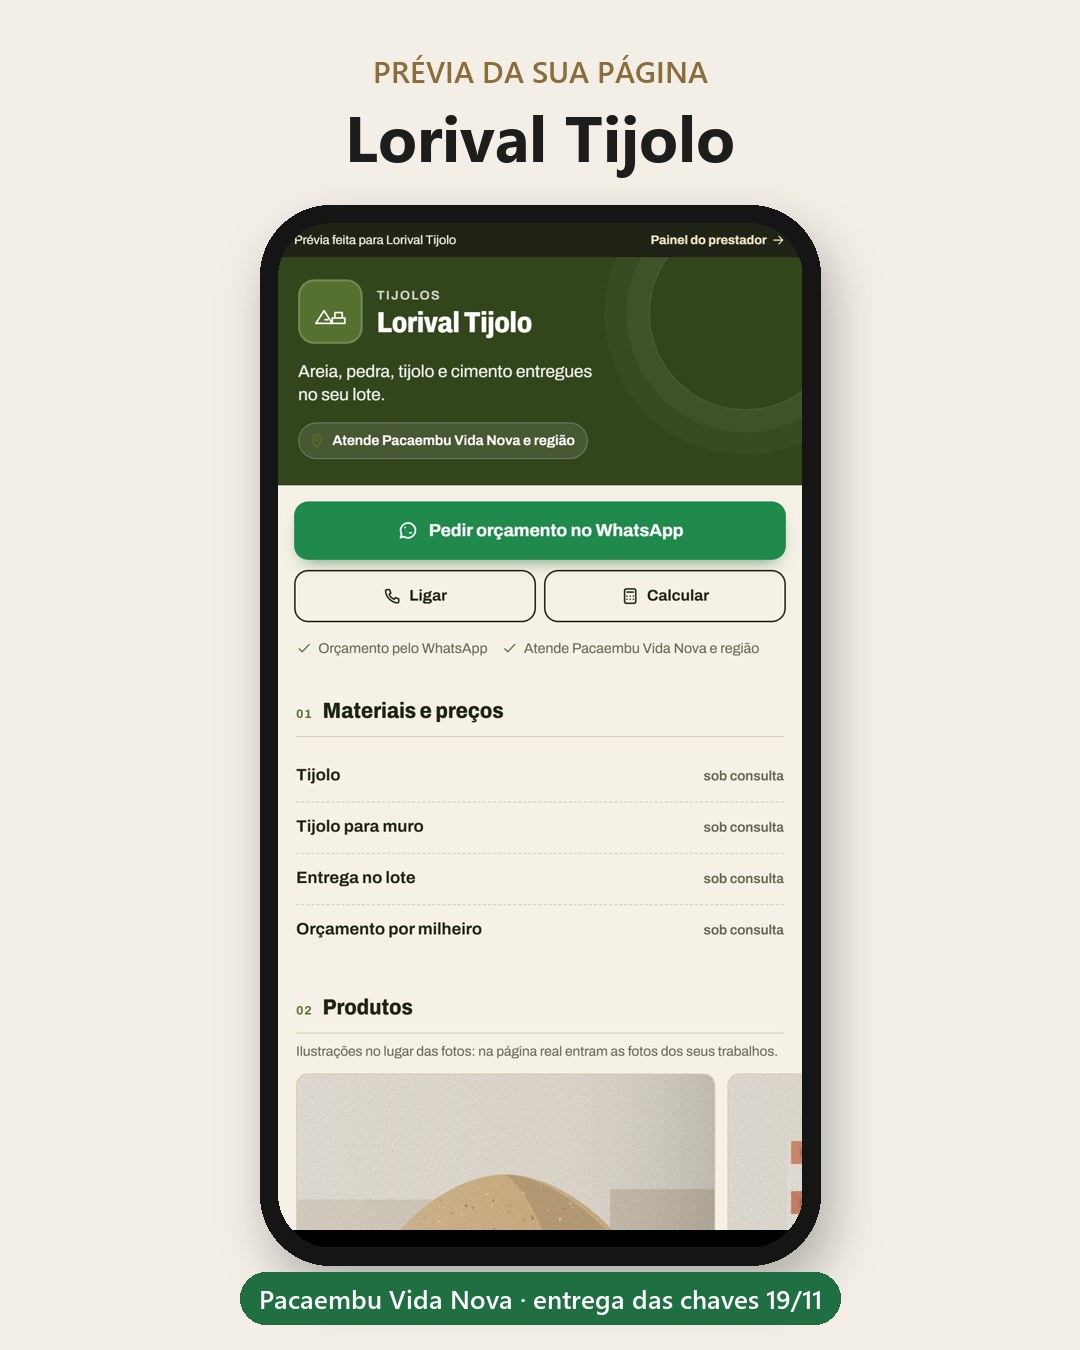 PRÉVIA DA SUA PÁGINA
Lorival Tijolo
Prévia feita para Lorival Tijolo
Painel do prestador →
TIJOLOS
Lorival Tijolo
Areia, pedra, tijolo e cimento entregues
no seu lote.
Atende Pacaembu Vida Nova e região
Pedir orçamento no WhatsApp
Ligar
Calcular
Orçamento pelo WhatsApp
Atende Pacaembu Vida Nova e região
01 Materiais e preços
Tijolo sob consulta
Tijolo para muro sob consulta
Entrega no lote sob consulta
Orçamento por milheiro sob consulta
02 Produtos
Ilustrações no lugar das fotos: na página real entram as fotos dos seus trabalhos.
Pacaembu Vida Nova · entrega das chaves 19/11